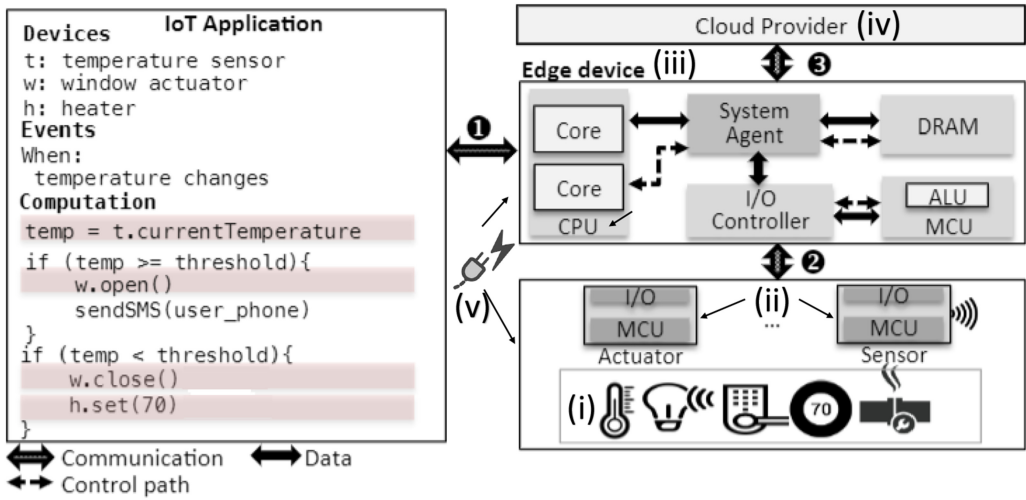 IoT Application
Devices
t: temperature sensor
w: window actuator
h: heater
Events
When:
temperature changes
Computation
temp = t.currentTemperature
if (temp >= threshold){
w.open()
sendSMS(user_phone)
}
if (temp < threshold){
w.close()
h.set(70)
}
Communication
Data
Control path
❶
(v)
Cloud Provider (iv)
❸
Edge device (iii)
Core
Core
CPU
System
Agent
DRAM
I/O
Controller
ALU
MCU
❷
I/O
MCU
Actuator
(ii)
...
I/O
MCU
Sensor
(i)
70